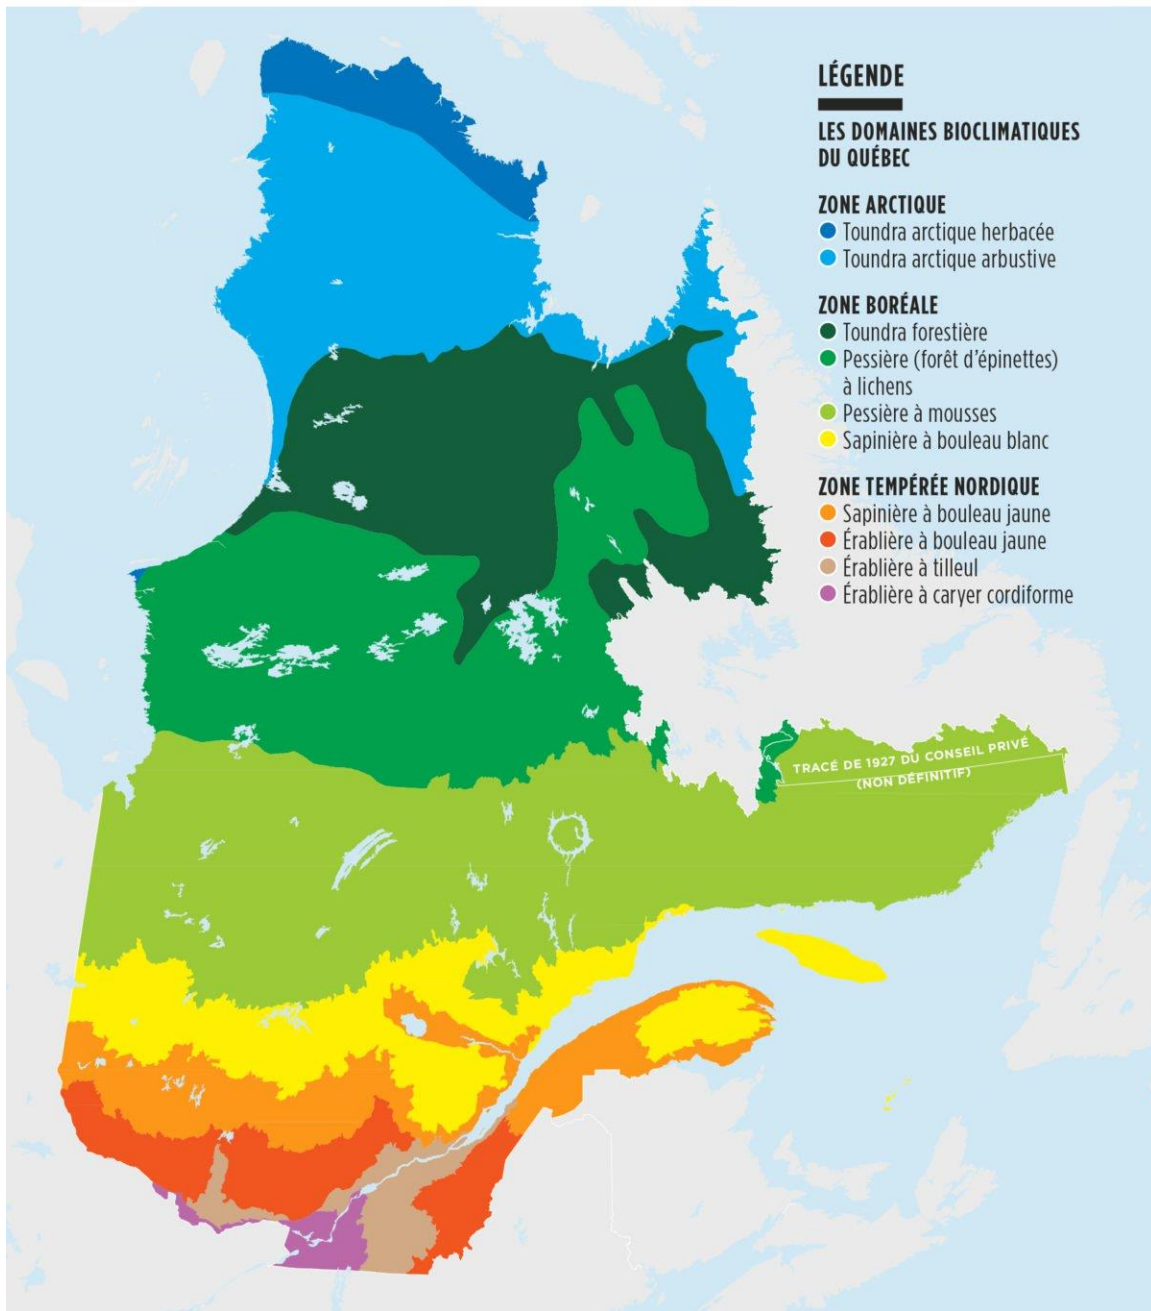 LÉGENDE
LES DOMAINES BIOCLIMATIQUES
DU QUÉBEC
ZONE ARCTIQUE
Toundra arctique herbacée
Toundra arctique arbustive
ZONE BORÉALE
Toundra forestière
Pessière (forêt d’épinettes)
à lichens
Pessière à mousses
Sapinière à bouleau blanc
ZONE TEMPÉRÉE NORDIQUE
Sapinière à bouleau jaune
Érablière à bouleau jaune
Érablière à tilleul
Érablière à caryer cordiforme
TRACÉ DE 1927 DU CONSEIL PRIVÉ
(NON DÉFINITIF)